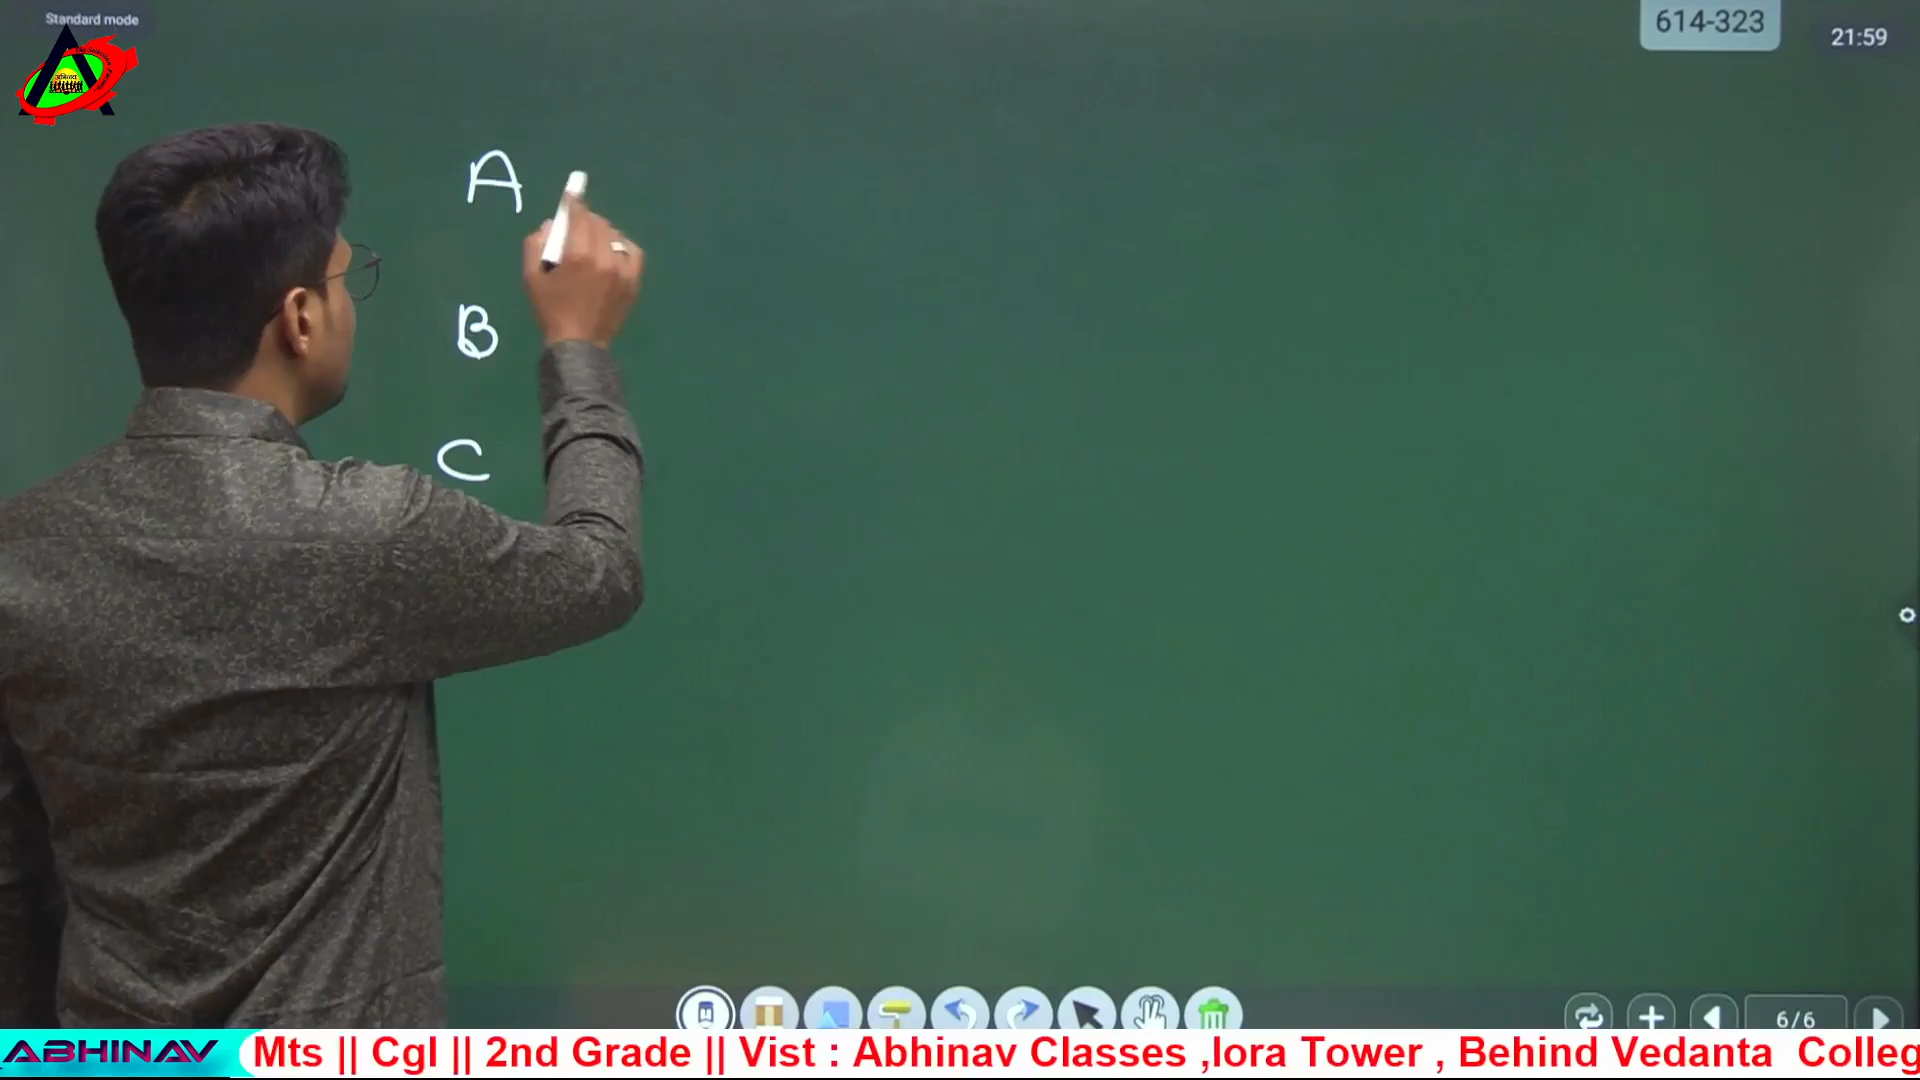 Standard mode
614-323
21:59
A
B
C
6/6
ABHINAV
Mts || Cgl || 2nd Grade || Vist : Abhinav Classes ,Iora Tower , Behind Vedanta Colleg